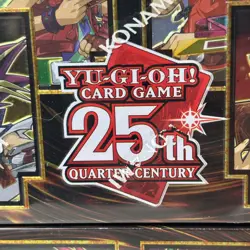 YU-GI-OH!
CARD GAME
25th
QUARTER CENTURY
KONAMI